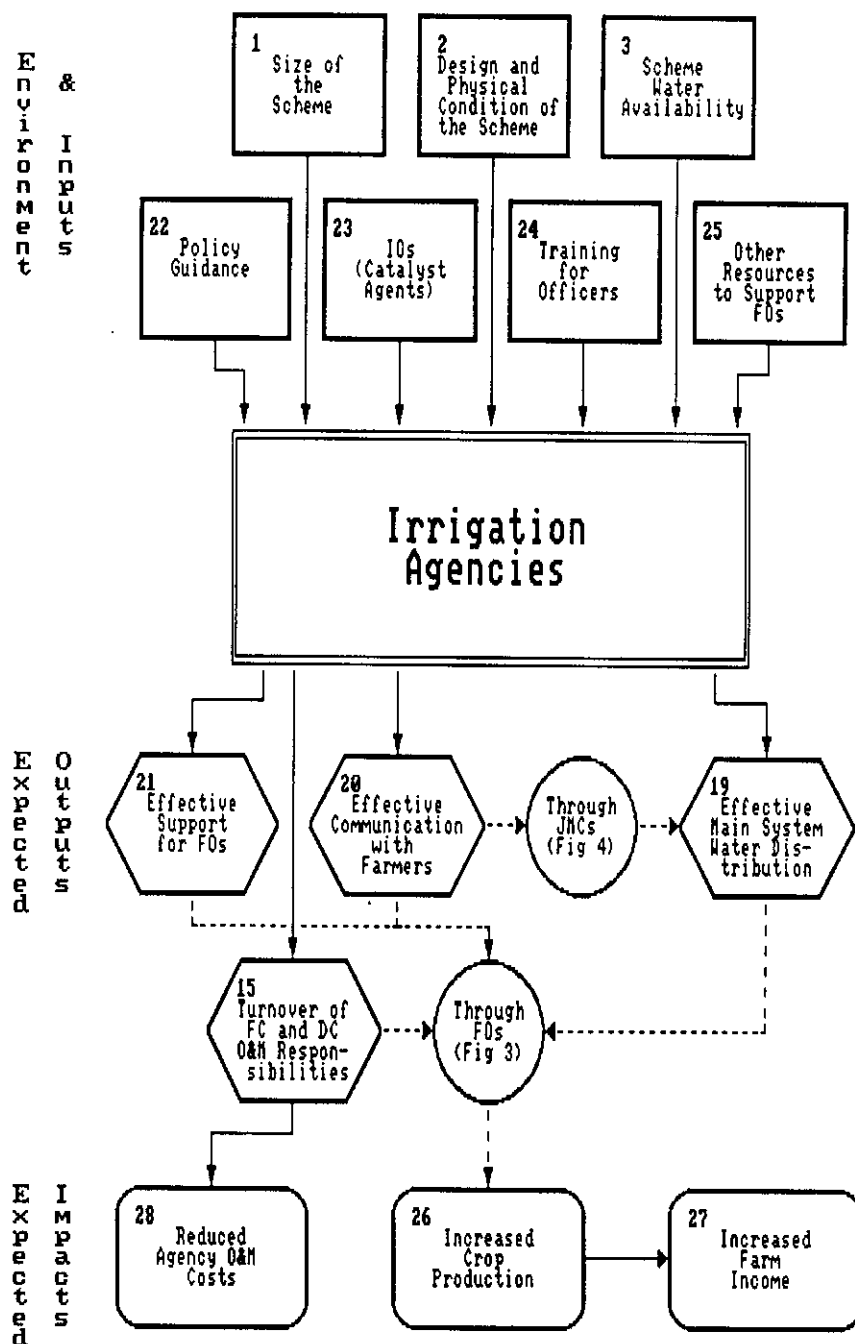 Environment
& Inputs
1
Size of
the
Scheme
2
Design and
Physical
Condition of
the Scheme
3
Scheme
Water
Availability
22
Policy
Guidance
23
IOs
(Catalyst
Agents)
24
Training
for
Officers
25
Other
Resources
to Support
FOs
Irrigation
Agencies
Expected
Outputs
21
Effective
Support
for FOs
20
Effective
Communication
with
Farmers
Through
JMCs
(Fig 4)
19
Effective
Main System
Water Dis-
tribution
15
Turnover of
FC and DC
O&M Respon-
sibilities
Through
FOs
(Fig 3)
Expected
Impacts
28
Reduced
Agency O&M
Costs
26
Increased
Crop
Production
27
Increased
Farm
Income